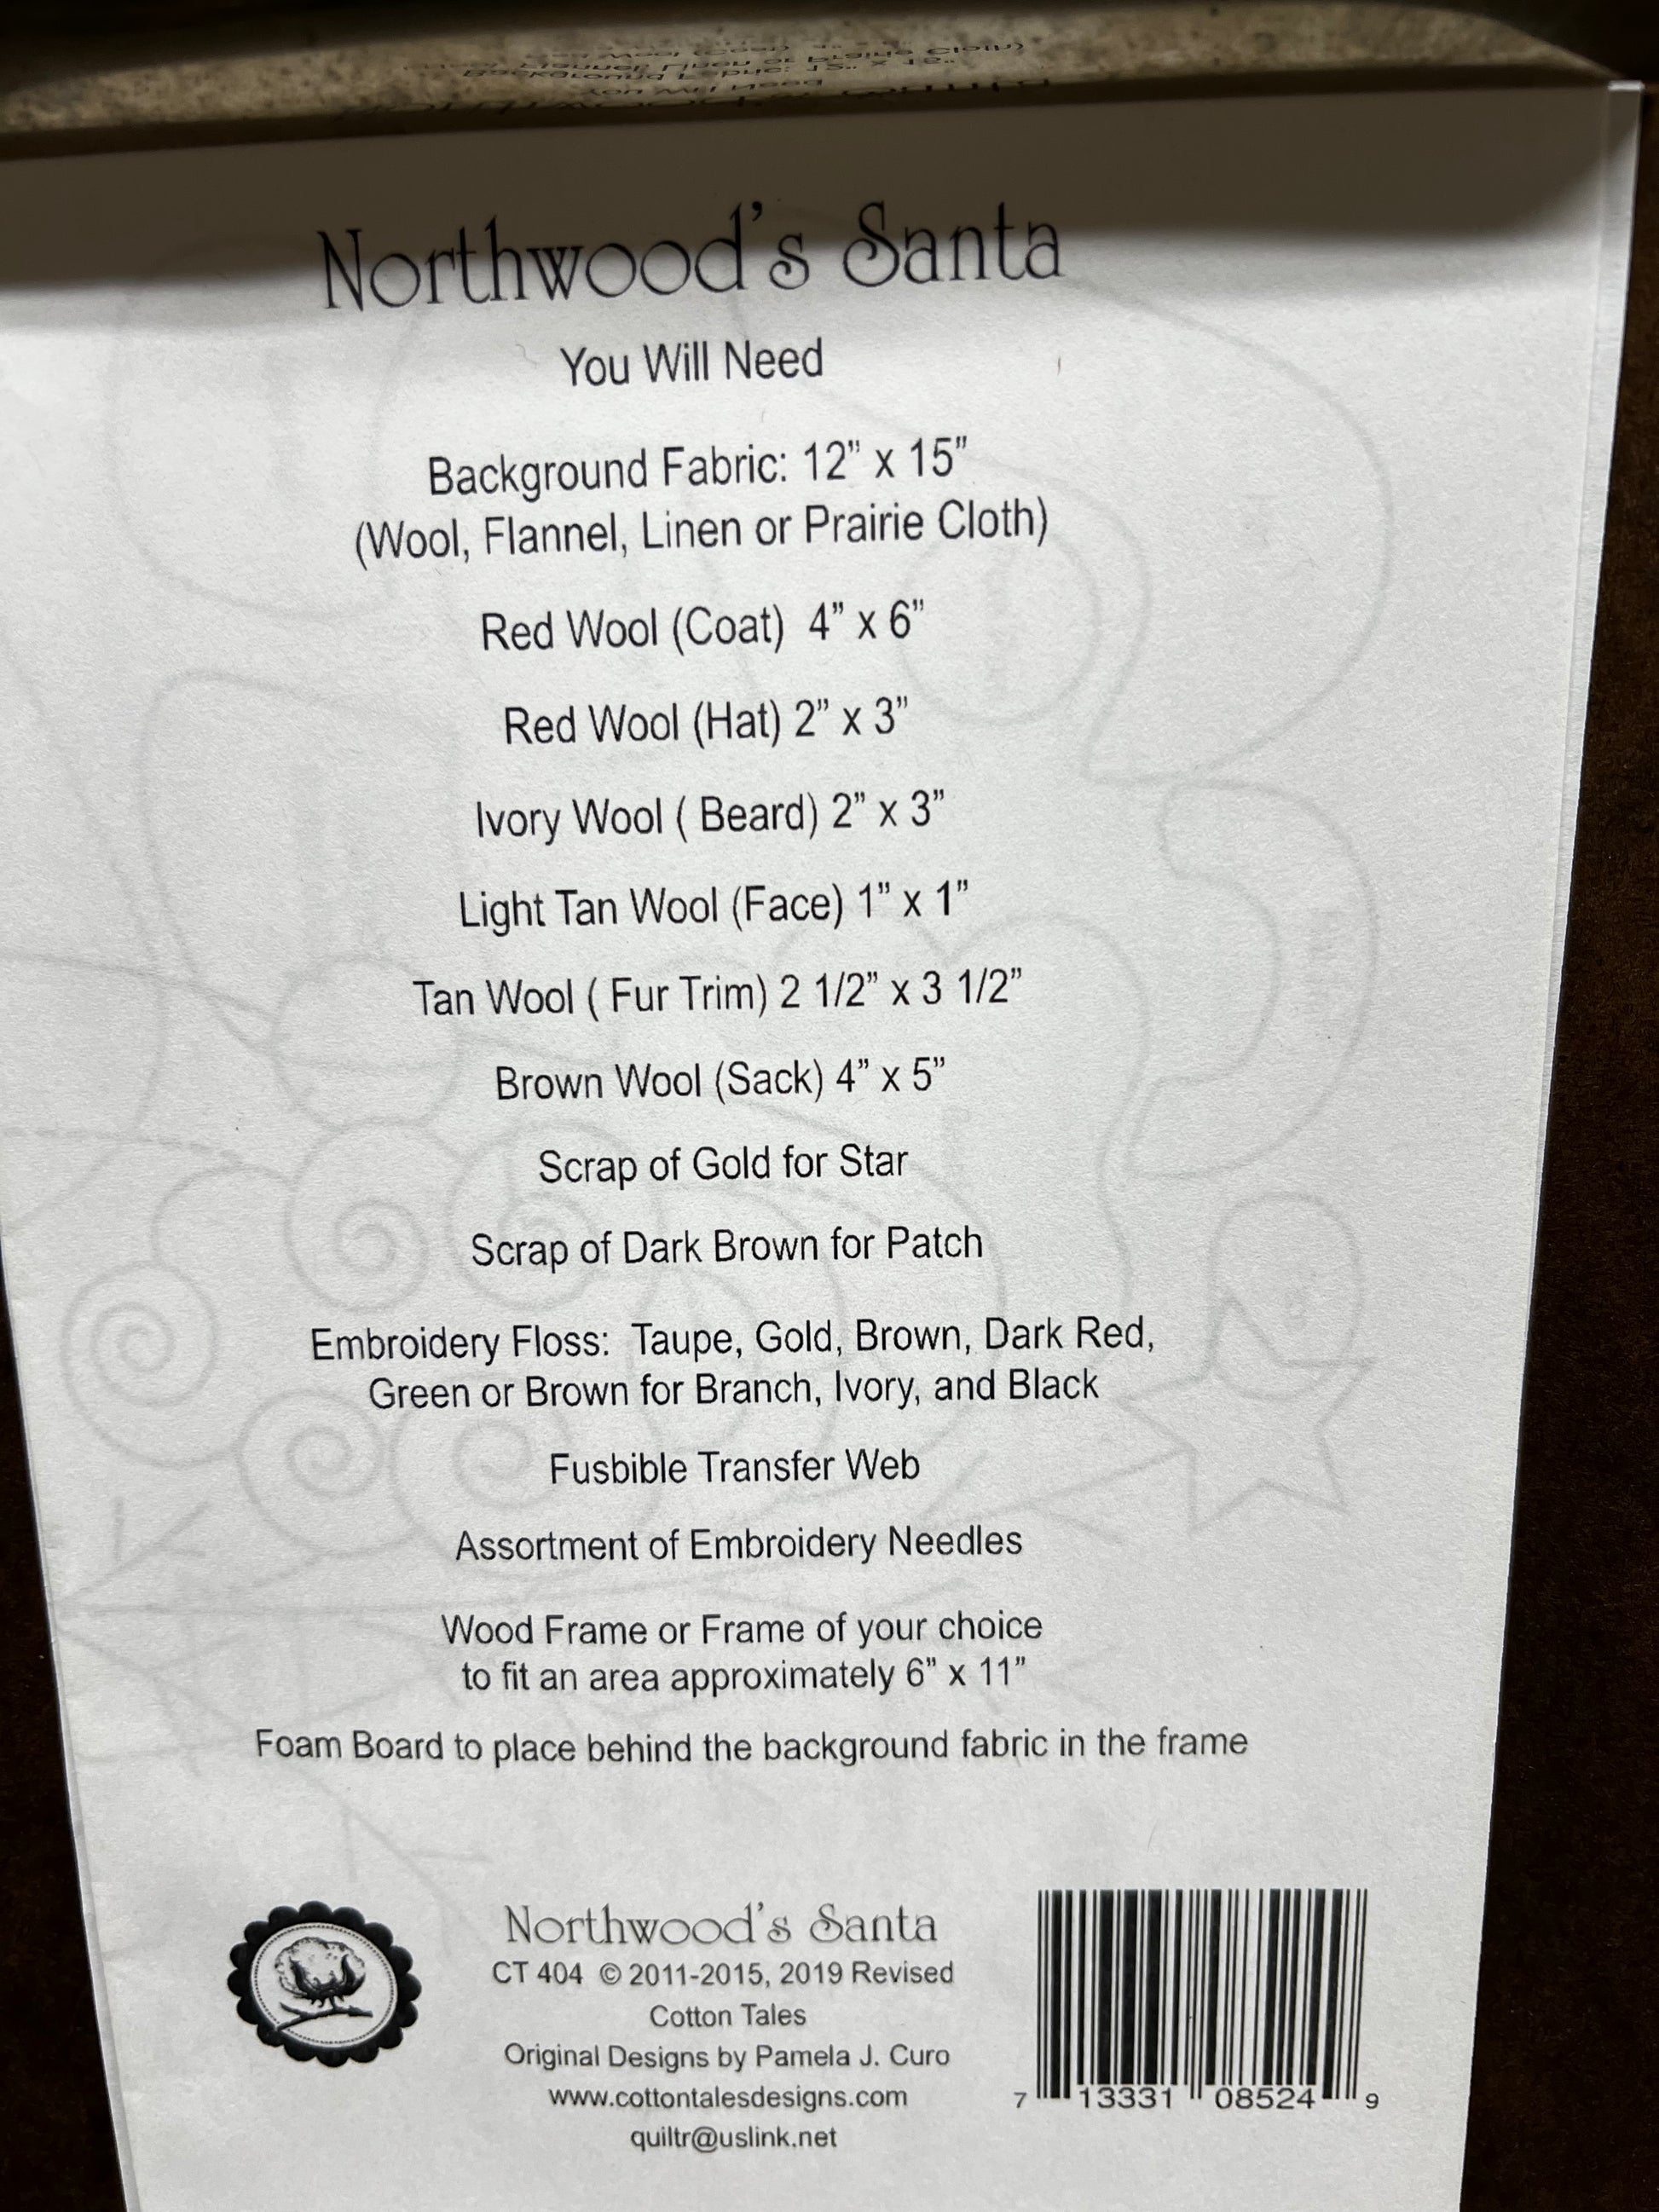 Northwood's Santa
You Will Need
Background Fabric: 12” x 15”
(Wool, Flannel, Linen or Prairie Cloth)
Red Wool (Coat)  4” x 6”
Red Wool (Hat) 2” x 3”
Ivory Wool ( Beard) 2” x 3”
Light Tan Wool (Face) 1” x 1”
Tan Wool ( Fur Trim) 2 1/2” x 3 1/2”
Brown Wool (Sack) 4” x 5”
Scrap of Gold for Star
Scrap of Dark Brown for Patch
Embroidery Floss:  Taupe, Gold, Brown, Dark Red,
Green or Brown for Branch, Ivory, and Black
Fusbible Transfer Web
Assortment of Embroidery Needles
Wood Frame or Frame of your choice
to fit an area approximately 6” x 11”
Foam Board to place behind the background fabric in the frame
Northwood's Santa
CT 404 © 2011-2015, 2019 Revised
Cotton Tales
Original Designs by Pamela J. Curo
www.cottontalesdesigns.com
quiltr@uslink.net
7 13331 08524 9